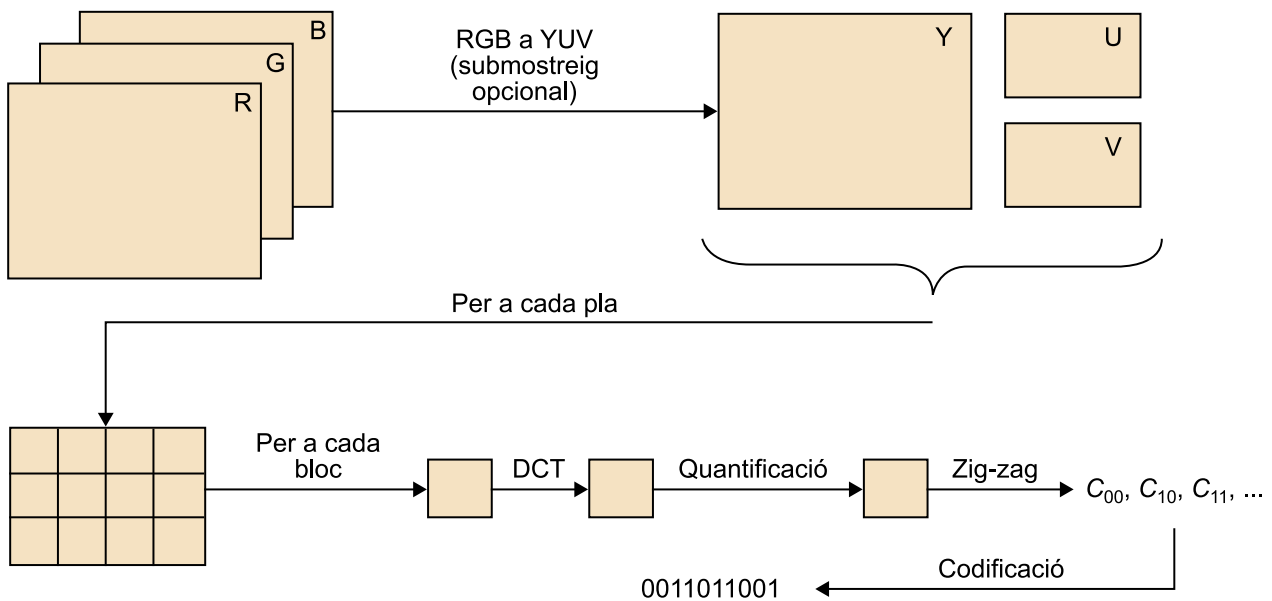 B
G
R
RGB a YUV
(submostreig
opcional)
Y
U
V
Per a cada pla
Per a cada
bloc
DCT
Quantificació
Zig-zag
C00, C10, C11, ...
Codificació
0011011001